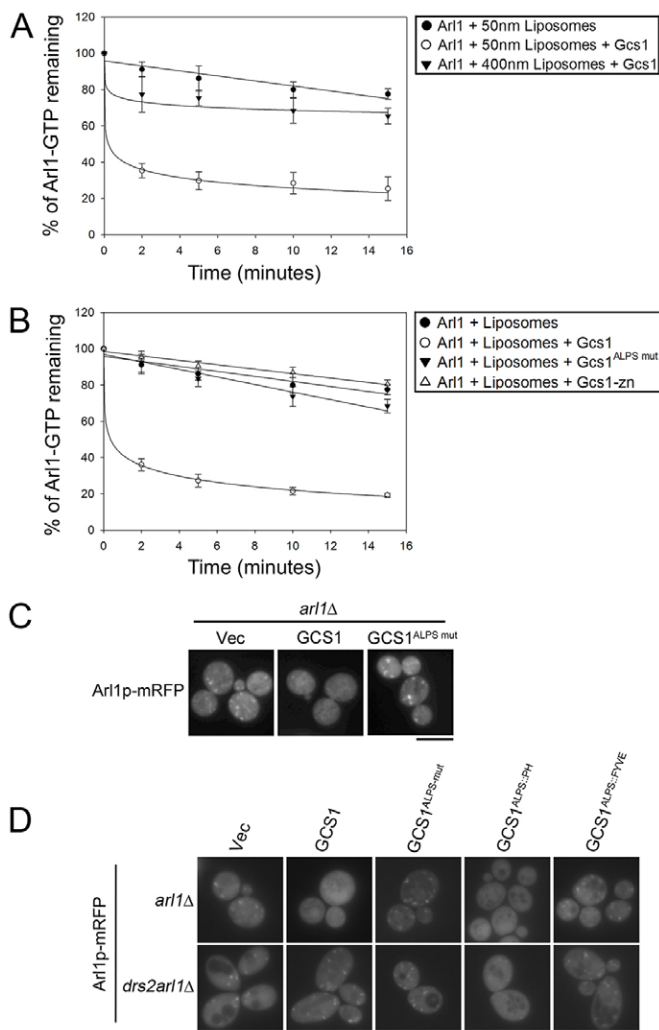 A
% of Arl1-GTP remaining
120
100
80
60
40
20
0
0 2 4 6 8 10 12 14 16
Time (minutes)
● Arl1 + 50nm Liposomes
○ Arl1 + 50nm Liposomes + Gcs1
▼ Arl1 + 400nm Liposomes + Gcs1
B
% of Arl1-GTP remaining
120
100
80
60
40
20
0
0 2 4 6 8 10 12 14 16
Time (minutes)
● Arl1 + Liposomes
○ Arl1 + Liposomes + Gcs1
▼ Arl1 + Liposomes + Gcs1ALPS mut
△ Arl1 + Liposomes + Gcs1-zn
C
arl1Δ
Vec GCS1 GCS1ALPS mut
Arl1p-mRFP
D
Vec GCS1 GCS1ALPS-mut GCS1ALPS::PH GCS1ALPS::FYVE
Arl1p-mRFP
arl1Δ
drs2arl1Δ